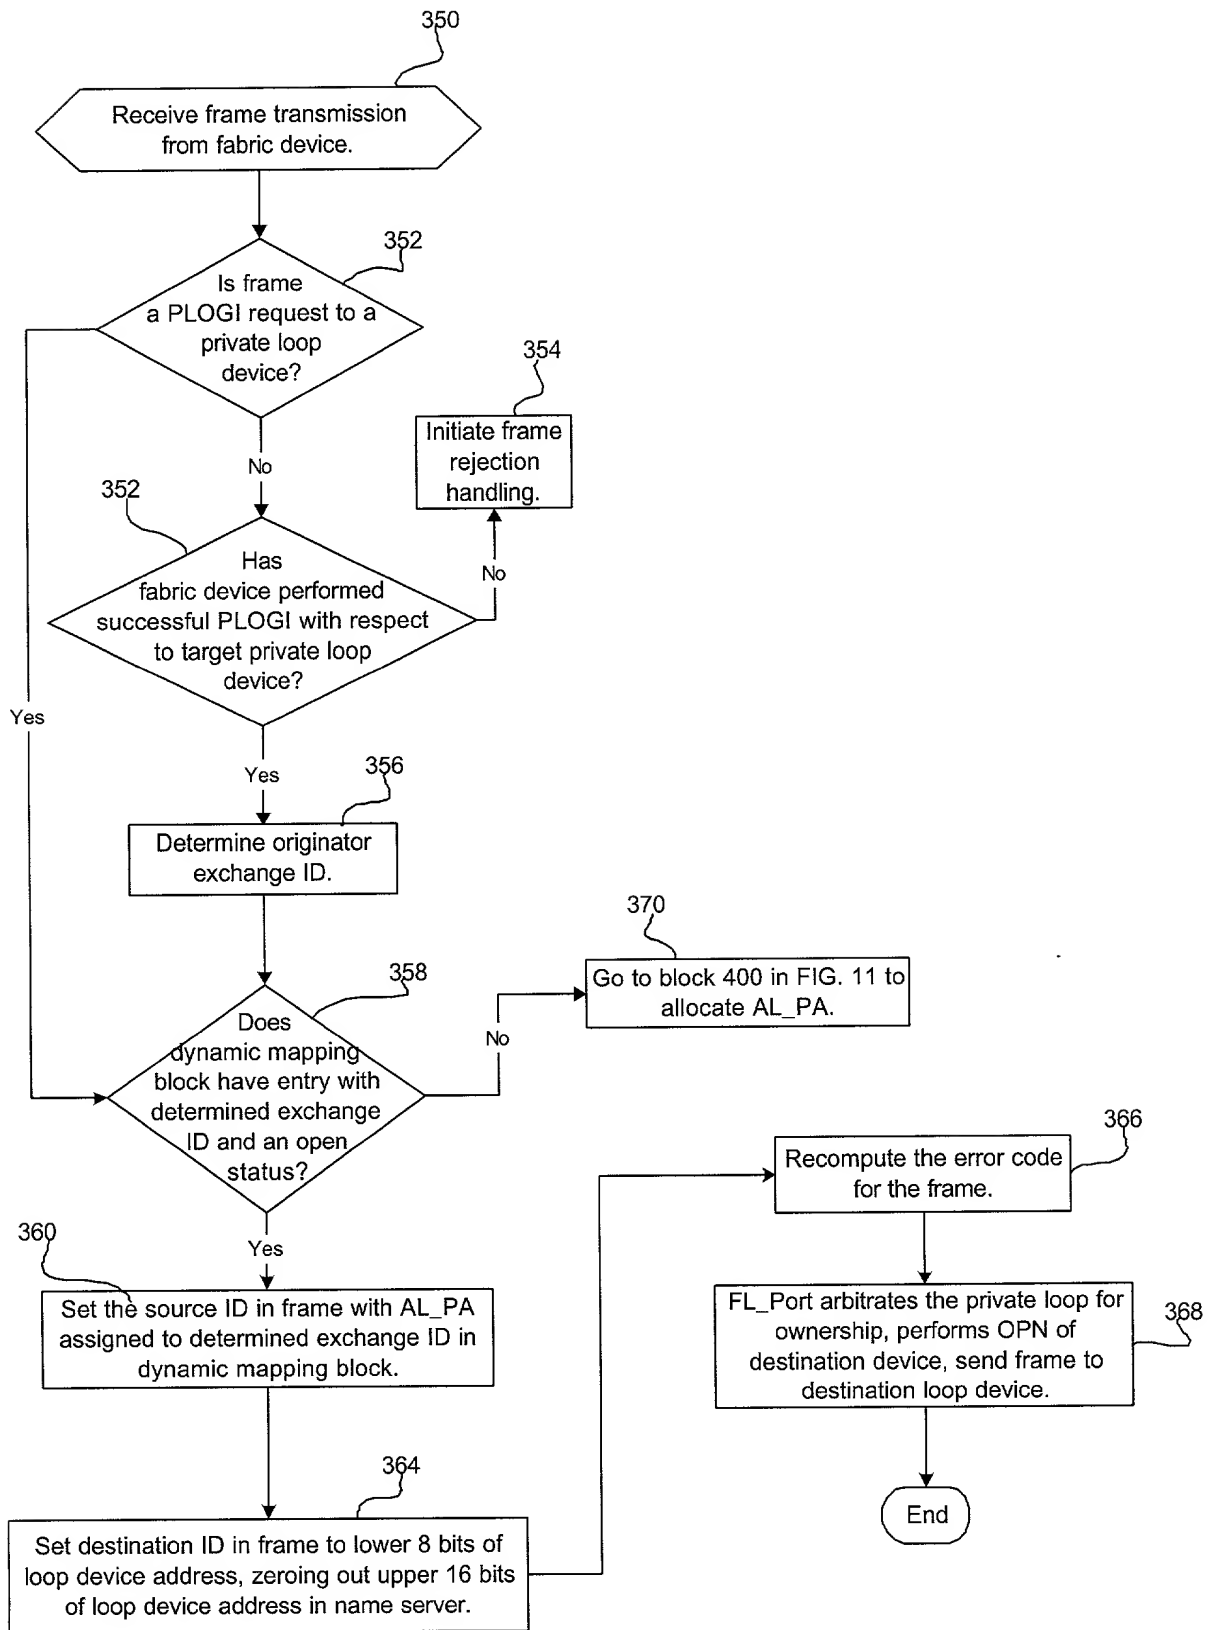 350
Receive frame transmission
from fabric device.
352
Is frame
a PLOGI request to a
private loop
device?
354
Initiate frame
rejection
handling.
No
352
Has
fabric device performed
successful PLOGI with respect
to target private loop
device?
No
Yes
Yes
356
Determine originator
exchange ID.
370
Go to block 400 in FIG. 11 to
allocate AL_PA.
358
Does
dynamic mapping
block have entry with
determined exchange
ID and an open
status?
No
Yes
360
Set the source ID in frame with AL_PA
assigned to determined exchange ID in
dynamic mapping block.
364
Set destination ID in frame to lower 8 bits of
loop device address, zeroing out upper 16 bits
of loop device address in name server.
366
Recompute the error code
for the frame.
FL_Port arbitrates the private loop for
ownership, performs OPN of
destination device, send frame to
destination loop device.
368
End